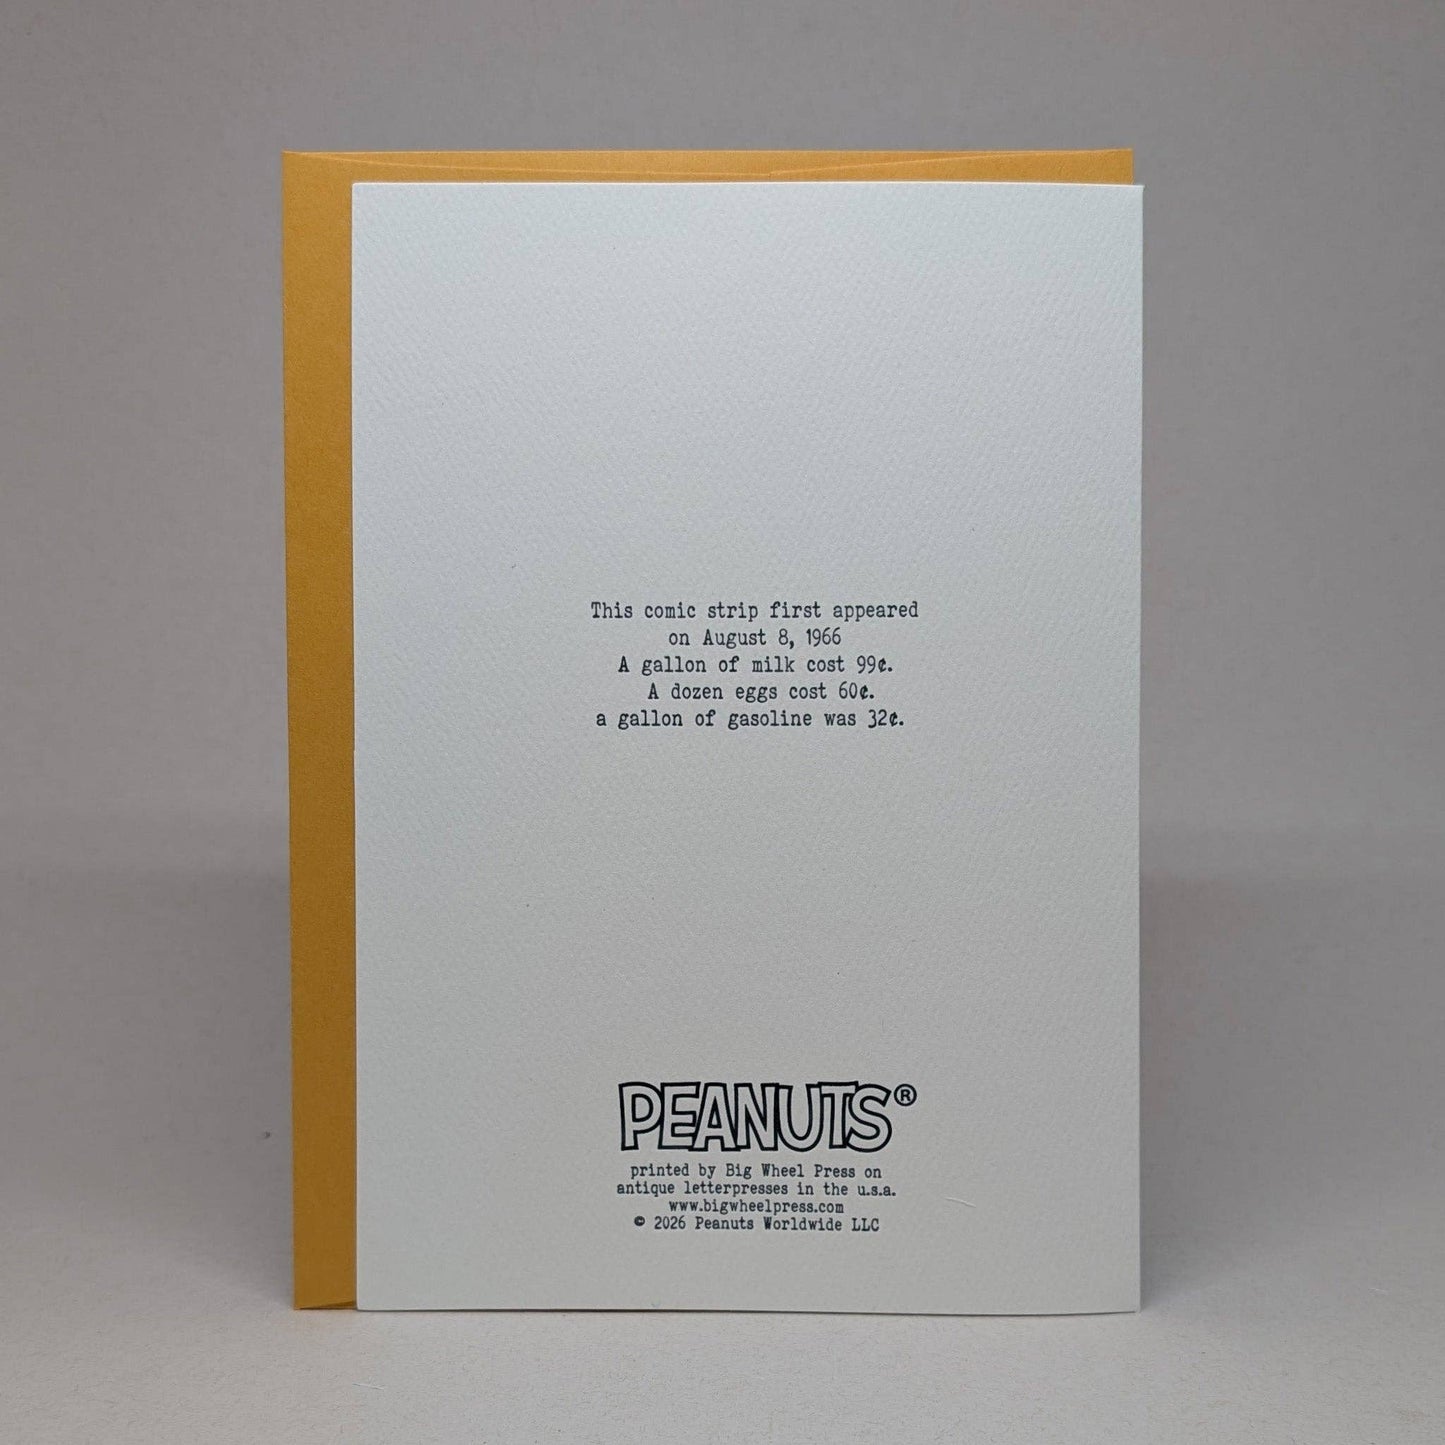 This comic strip first appeared
on August 8, 1966
A gallon of milk cost 99¢.
A dozen eggs cost 60¢.
a gallon of gasoline was 32¢.
PEANUTS®
printed by Big Wheel Press on
antique letterpresses in the u.s.a.
www.bigwheelpress.com
© 2026 Peanuts Worldwide LLC